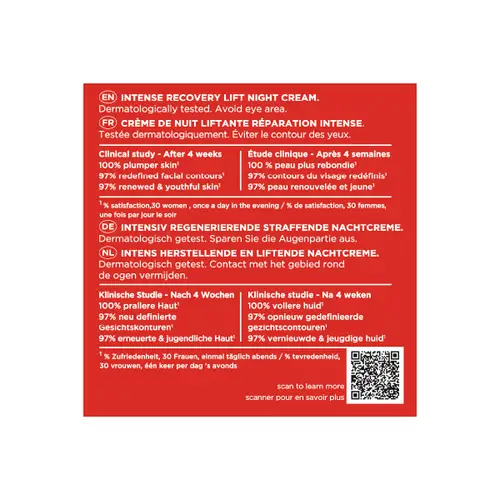 EN INTENSE RECOVERY LIFT NIGHT CREAM.
Dermatologically tested. Avoid eye area.
FR CRÈME DE NUIT LIFTANTE RÉPARATION INTENSE.
Testée dermatologiquement. Éviter le contour des yeux.
Clinical study - After 4 weeks
100% plumper skin¹
97% redefined facial contours¹
97% renewed & youthful skin¹
Étude clinique - Après 4 semaines
100 % peau plus rebondie¹
97% contours du visage redéfinis¹
97% peau renouvelée et jeune¹
¹ % satisfaction,30 women , once a day in the evening / % de satisfaction, 30 femmes,
une fois par jour le soir
DE INTENSIV REGENERIERENDE STRAFFENDE NACHTCREME.
Dermatologisch getest. Sparen Sie die Augenpartie aus.
NL INTENS HERSTELLENDE EN LIFTENDE NACHTCREME.
Dermatologisch getest. Contact met het gebied rond
de ogen vermijden.
Klinische Studie - Nach 4 Wochen
100% prallere Haut¹
97% neu definierte
Gesichtskonturen¹
97% erneuerte & jugendliche Haut¹
Klinische studie - Na 4 weken
100% vollere huid¹
97% opnieuw gedefinieerde
gezichtscontouren¹
97% vernieuwde & jeugdige huid¹
¹ % Zufriedenheit, 30 Frauen, einmal täglich abends / % tevredenheid,
30 vrouwen, één keer per dag 's avonds
scan to learn more
scanner pour en savoir plus